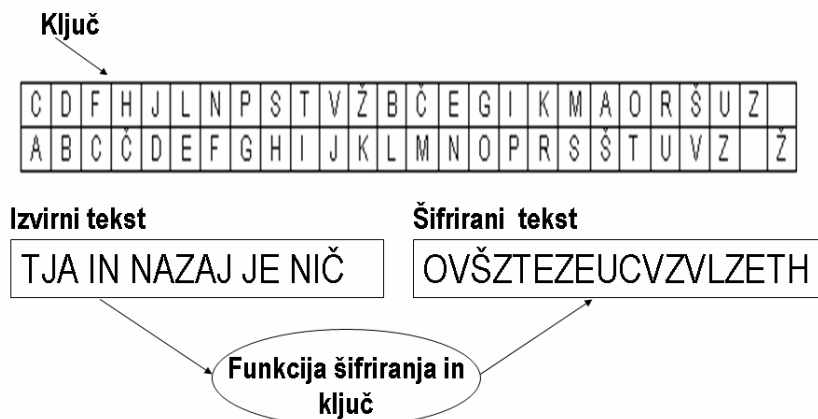 Ključ
C D F H J L N P S T V Ž B Č E G I K M A O R Š U Z
A B C Č D E F G H I J K L M N O P R S Š T U V Z Ž
Izvirni tekst
Šifrirani tekst
TJA IN NAZAJ JE NIČ
OVŠZTEZEUCVZVLZETH
Funkcija šifriranja in
ključ